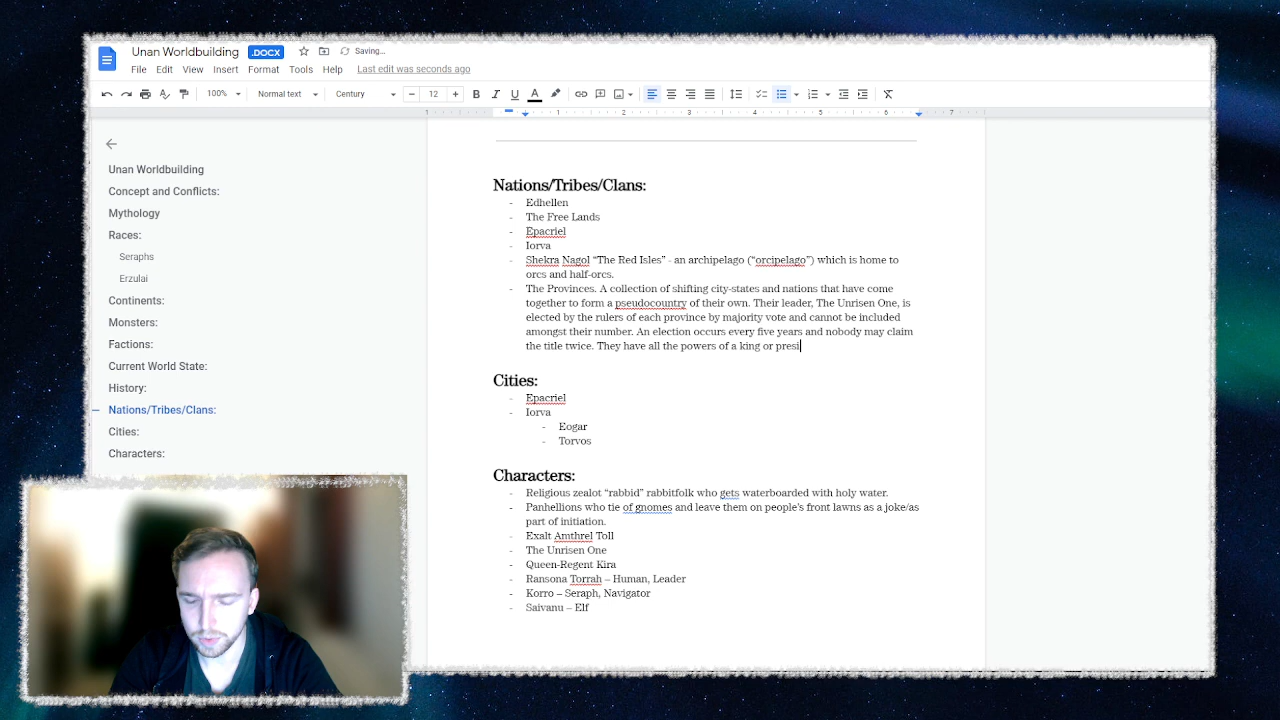 Unan Worldbuilding .DOCX Saving...
File Edit View Insert Format Tools Help Last edit was seconds ago
100% Normal text Century 12 B I U A
1 1 2 3 4 5 6 7
Unan Worldbuilding
Concept and Conflicts:
Mythology
Races:
Seraphs
Erzulai
Continents:
Monsters:
Factions:
Current World State:
History:
Nations/Tribes/Clans:
Cities:
Characters:
Nations/Tribes/Clans:
- Edhellen
- The Free Lands
- Epacriel
- Iorva
- Shekra Nagol “The Red Isles” - an archipelago (“orcipelago”) which is home to
orcs and half-orcs.
- The Provinces. A collection of shifting city-states and nations that have come
together to form a pseudocountry of their own. Their leader, The Unrisen One, is
elected by the rulers of each province by majority vote and cannot be included
amongst their number. An election occurs every five years and nobody may claim
the title twice. They have all the powers of a king or presi
Cities:
- Epacriel
- Iorva
- Eogar
- Torvos
Characters:
- Religious zealot “rabbid” rabbitfolk who gets waterboarded with holy water.
- Panhellions who tie of gnomes and leave them on people’s front lawns as a joke/as
part of initiation.
- Exalt Amthrel Toll
- The Unrisen One
- Queen-Regent Kira
- Ransona Torrah – Human, Leader
- Korro – Seraph, Navigator
- Saivanu – Elf